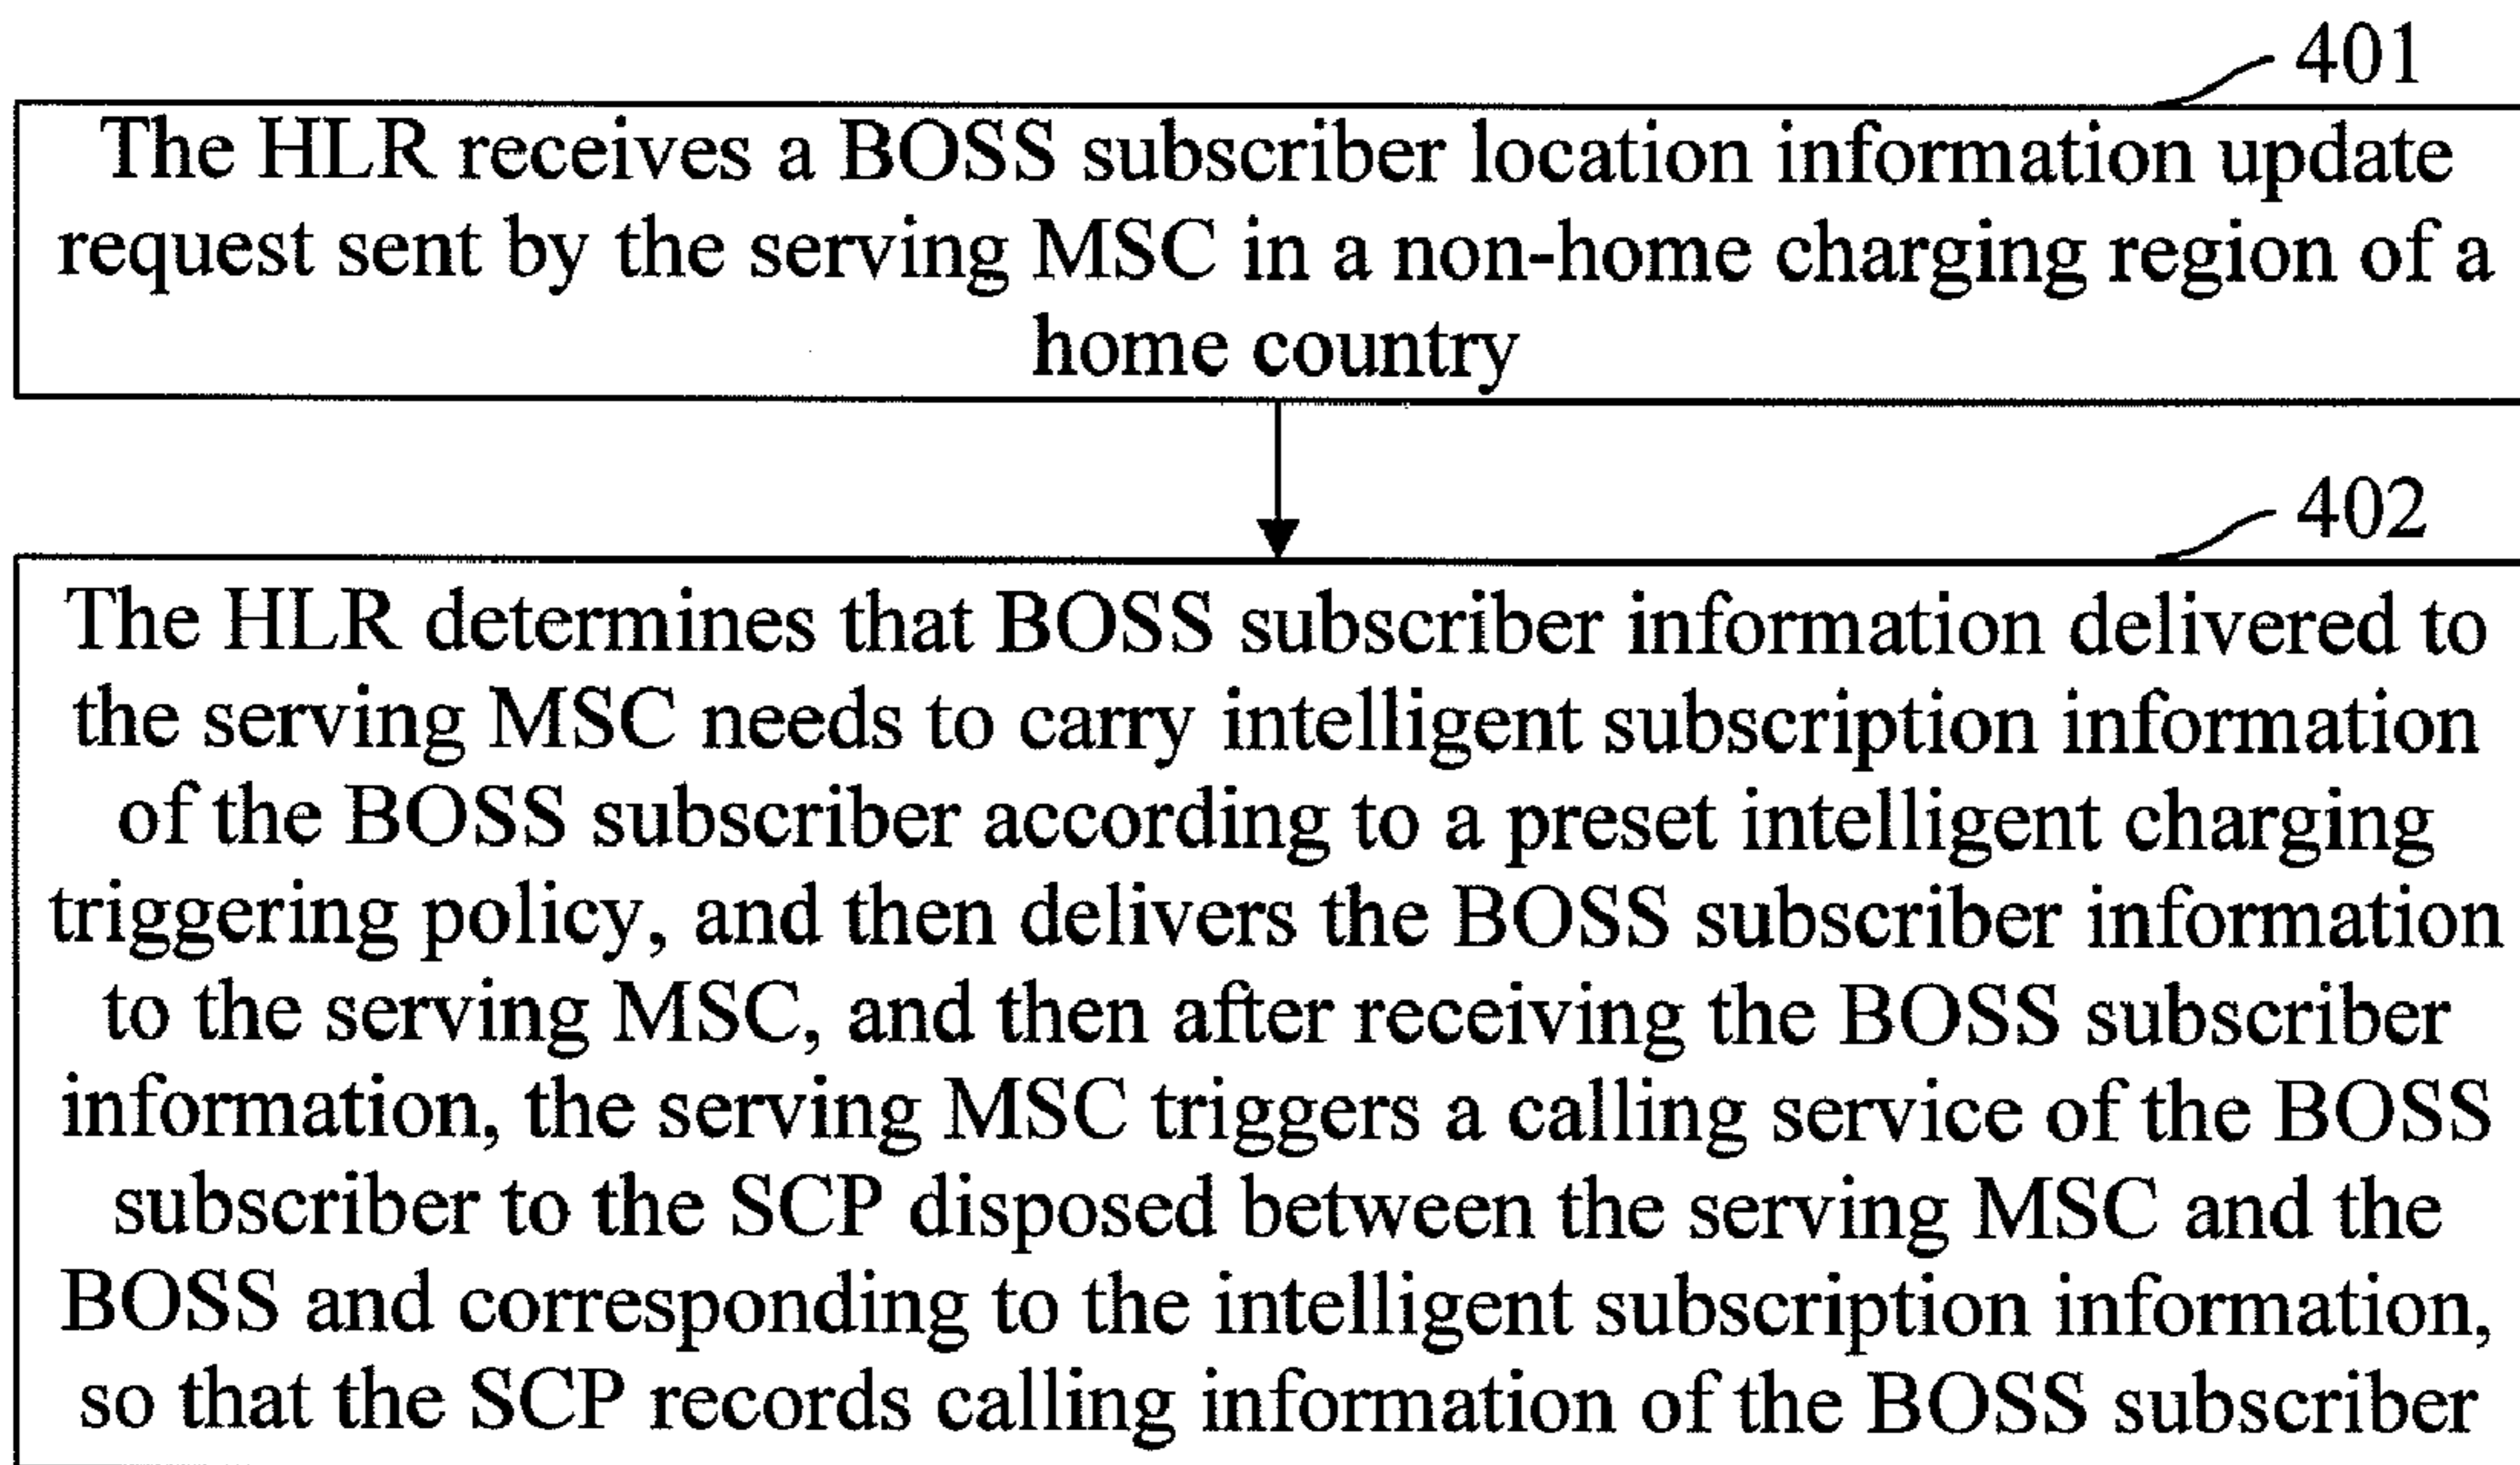 401
The HLR receives a BOSS subscriber location information update
request sent by the serving MSC in a non-home charging region of a
home country
402
The HLR determines that BOSS subscriber information delivered to
the serving MSC needs to carry intelligent subscription information
of the BOSS subscriber according to a preset intelligent charging
triggering policy, and then delivers the BOSS subscriber information
to the serving MSC, and then after receiving the BOSS subscriber
information, the serving MSC triggers a calling service of the BOSS
subscriber to the SCP disposed between the serving MSC and the
BOSS and corresponding to the intelligent subscription information,
so that the SCP records calling information of the BOSS subscriber